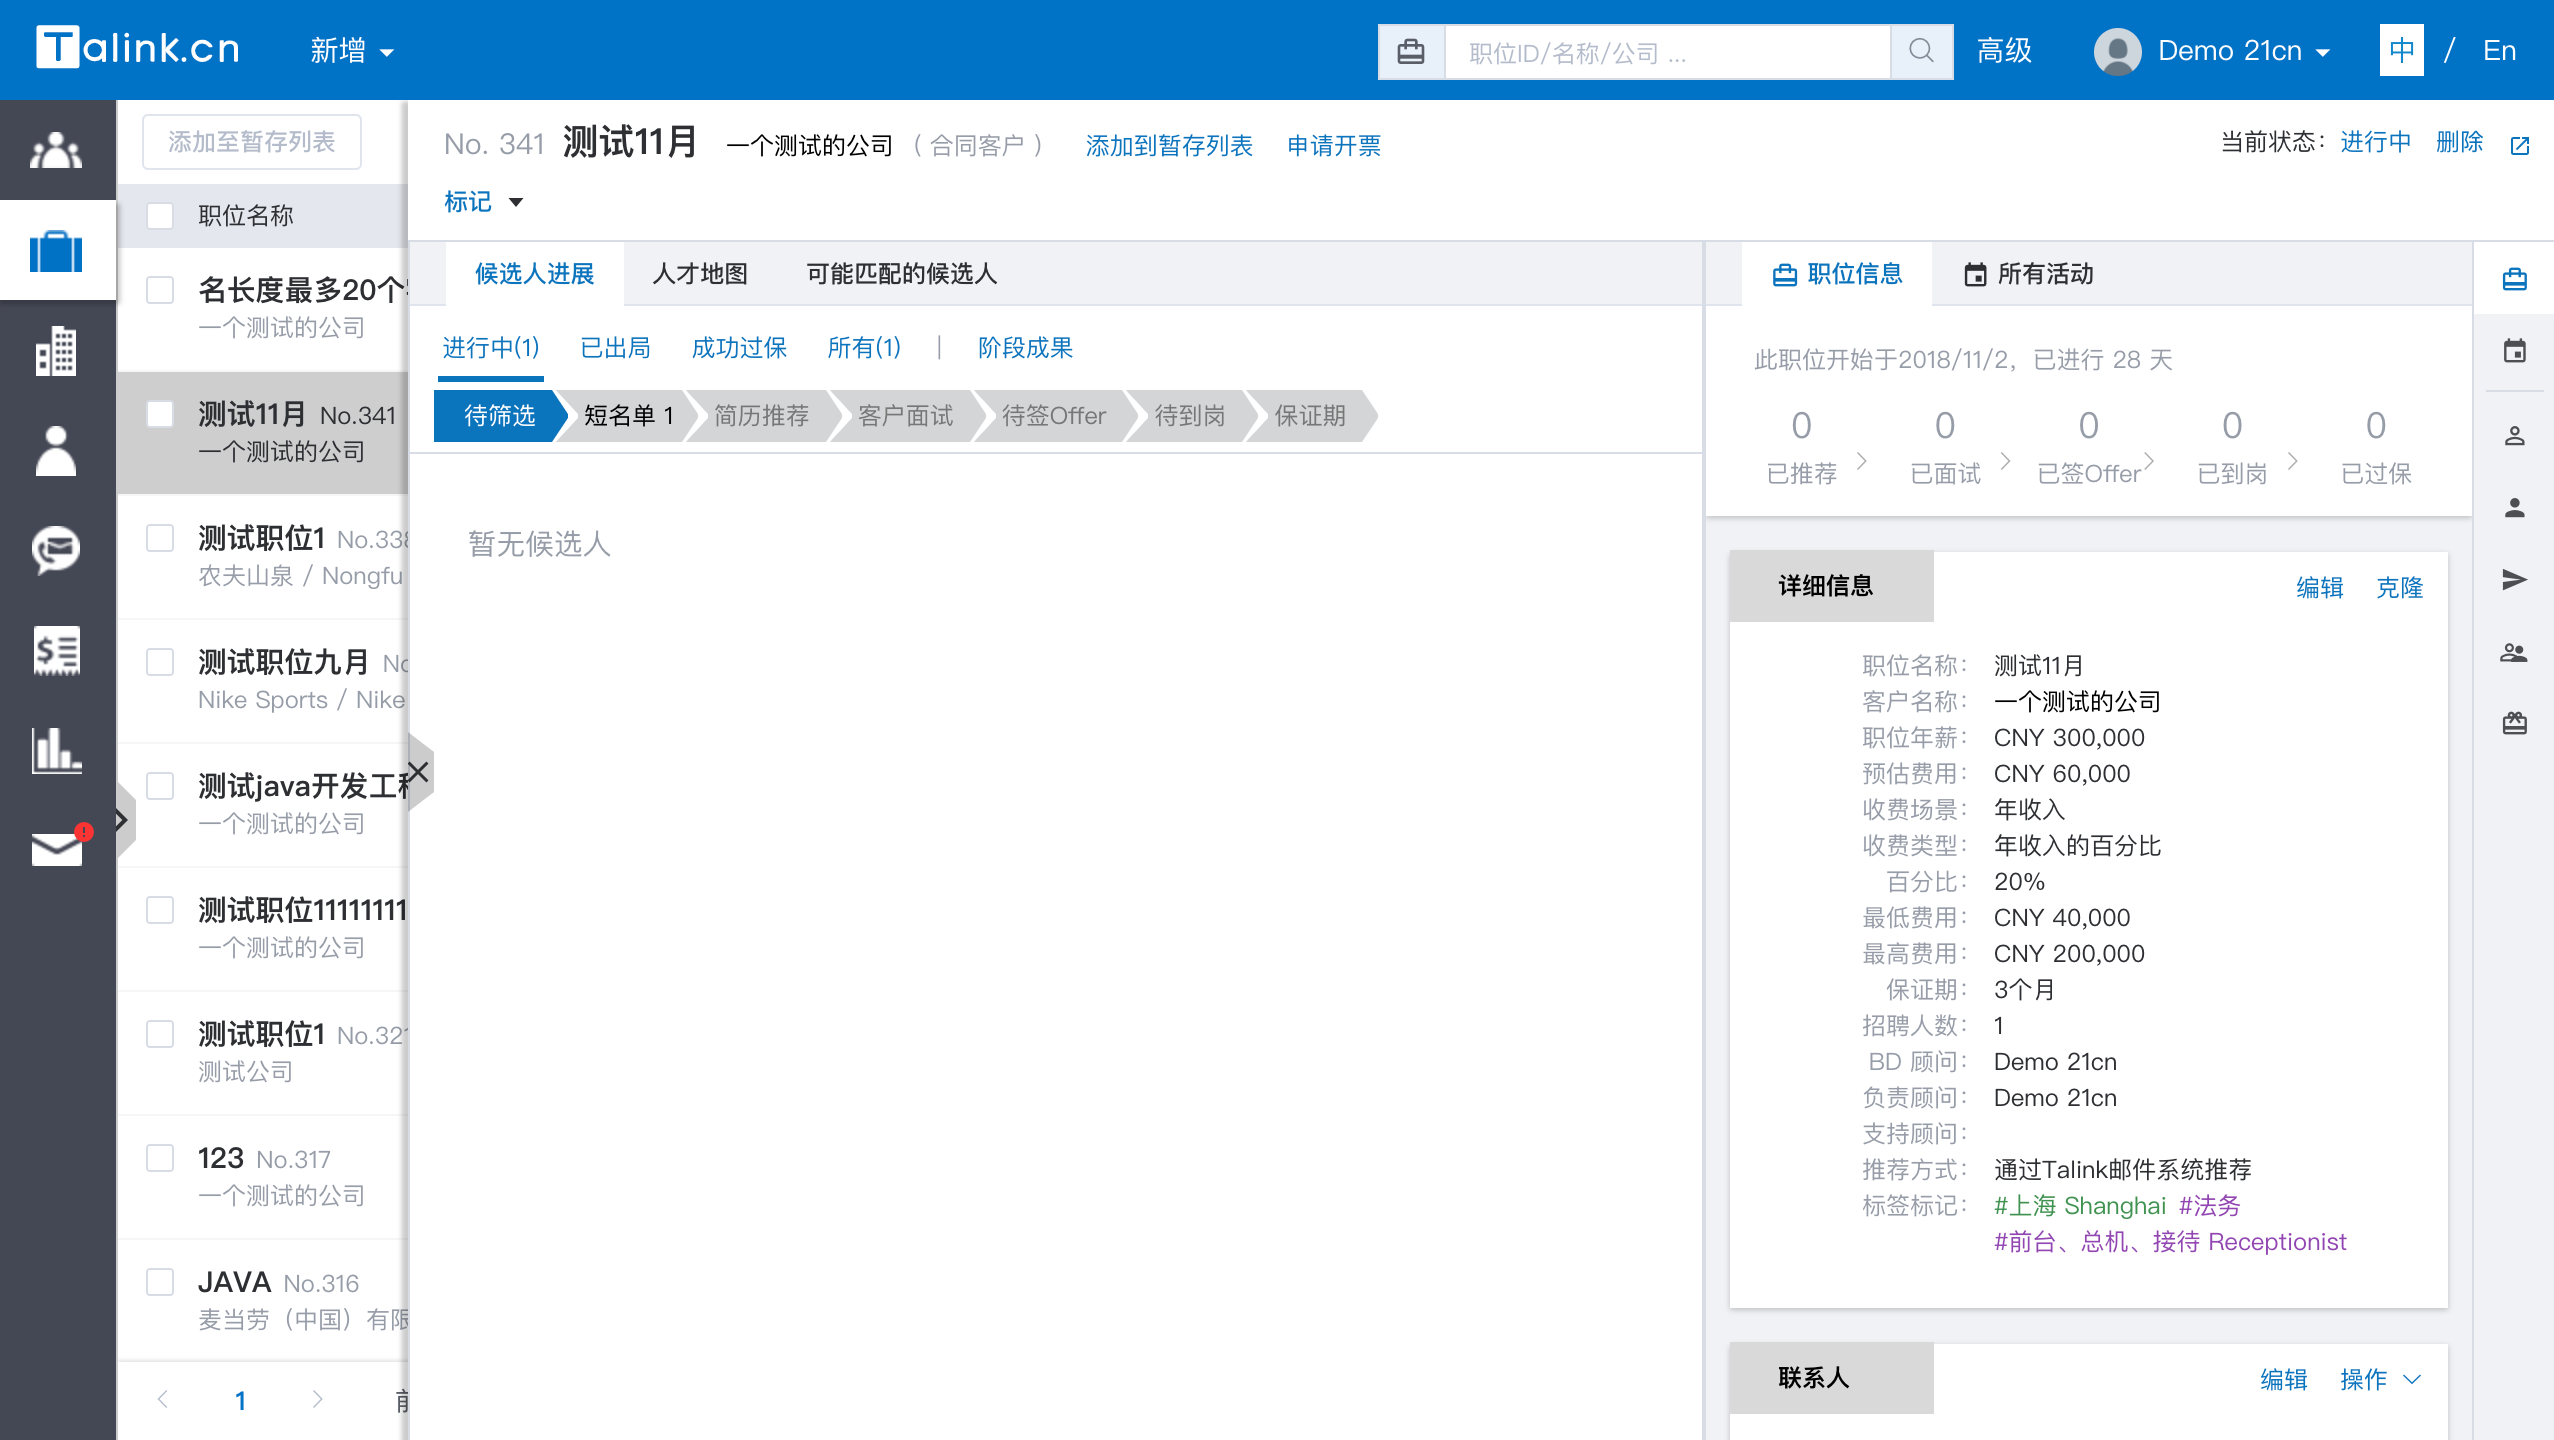 Talink.cn
新增
职位ID/名称/公司 ...
高级
Demo 21cn
中 / En
添加至暂存列表
职位名称
名长度最多20个
一个测试的公司
测试11月 No.341
一个测试的公司
测试职位1 No.338
农夫山泉 / Nongfu
测试职位九月 No
Nike Sports / Nike
测试java开发工程
一个测试的公司
测试职位11111111
一个测试的公司
测试职位1 No.321
测试公司
123 No.317
一个测试的公司
JAVA No.316
麦当劳（中国）有限
1
前
No. 341 测试11月 一个测试的公司 （ 合同客户 ） 添加到暂存列表 申请开票
当前状态： 进行中 删除
标记
候选人进展 人才地图 可能匹配的候选人
进行中(1) 已出局 成功过保 所有(1) | 阶段成果
待筛选 短名单 1 简历推荐 客户面试 待签Offer 待到岗 保证期
暂无候选人
职位信息 所有活动
此职位开始于2018/11/2，已进行 28 天
0 0 0 0 0
已推荐 已面试 已签Offer 已到岗 已过保
详细信息 编辑 克隆
职位名称： 测试11月
客户名称： 一个测试的公司
职位年薪： CNY 300,000
预估费用： CNY 60,000
收费场景： 年收入
收费类型： 年收入的百分比
百分比： 20%
最低费用： CNY 40,000
最高费用： CNY 200,000
保证期： 3个月
招聘人数： 1
BD 顾问： Demo 21cn
负责顾问： Demo 21cn
支持顾问：
推荐方式： 通过Talink邮件系统推荐
标签标记： #上海 Shanghai #法务
#前台、总机、接待 Receptionist
联系人 编辑 操作